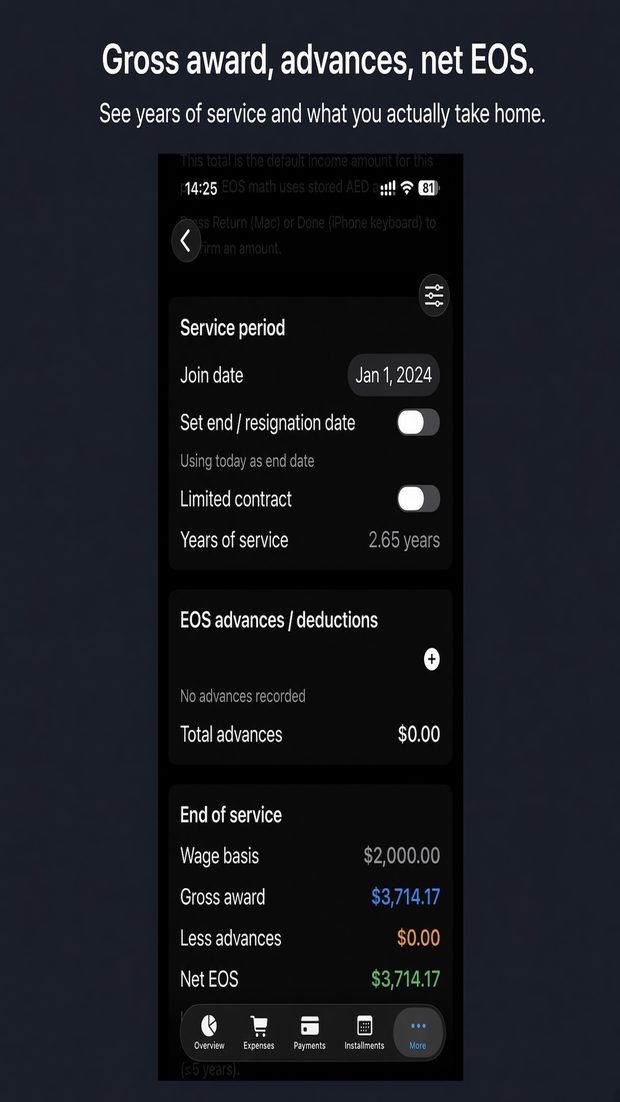 Gross award, advances, net EOS.
See years of service and what you actually take home.
This total is the default income amount for this
14:25
EOS math uses stored AED
81
Press Return (Mac) or Done (iPhone keyboard) to
confirm an amount.
Service period
Join date Jan 1, 2024
Set end / resignation date
Using today as end date
Limited contract
Years of service 2.65 years
EOS advances / deductions
No advances recorded
Total advances $0.00
End of service
Wage basis $2,000.00
Gross award $3,714.17
Less advances $0.00
Net EOS $3,714.17
Overview Expenses Payments Installments More
(≤5 years).